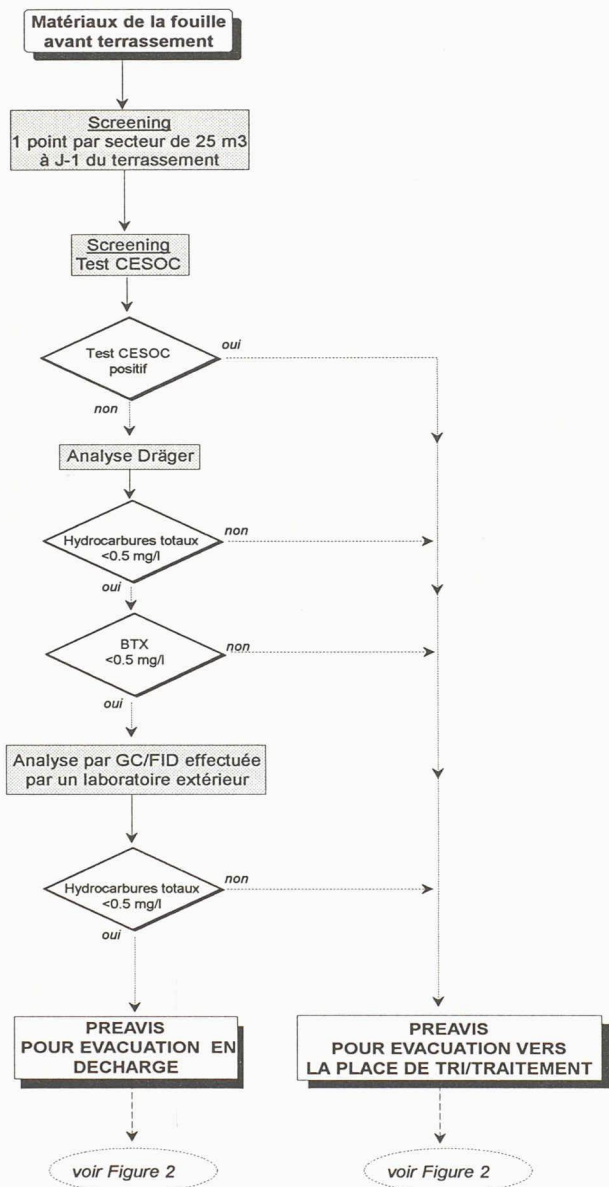 Matériaux de la fouille
avant terrassement
Screening
1 point par secteur de 25 m3
à J-1 du terrassement
Screening
Test CESOC
Test CESOC
positif
oui
non
Analyse Dräger
Hydrocarbures totaux
<0.5 mg/l
non
oui
BTX
<0.5 mg/l
non
oui
Analyse par GC/FID effectuée
par un laboratoire extérieur
Hydrocarbures totaux
<0.5 mg/l
non
oui
PREAVIS
POUR EVACUATION EN
DECHARGE
PREAVIS
POUR EVACUATION VERS
LA PLACE DE TRI/TRAITEMENT
voir Figure 2
voir Figure 2